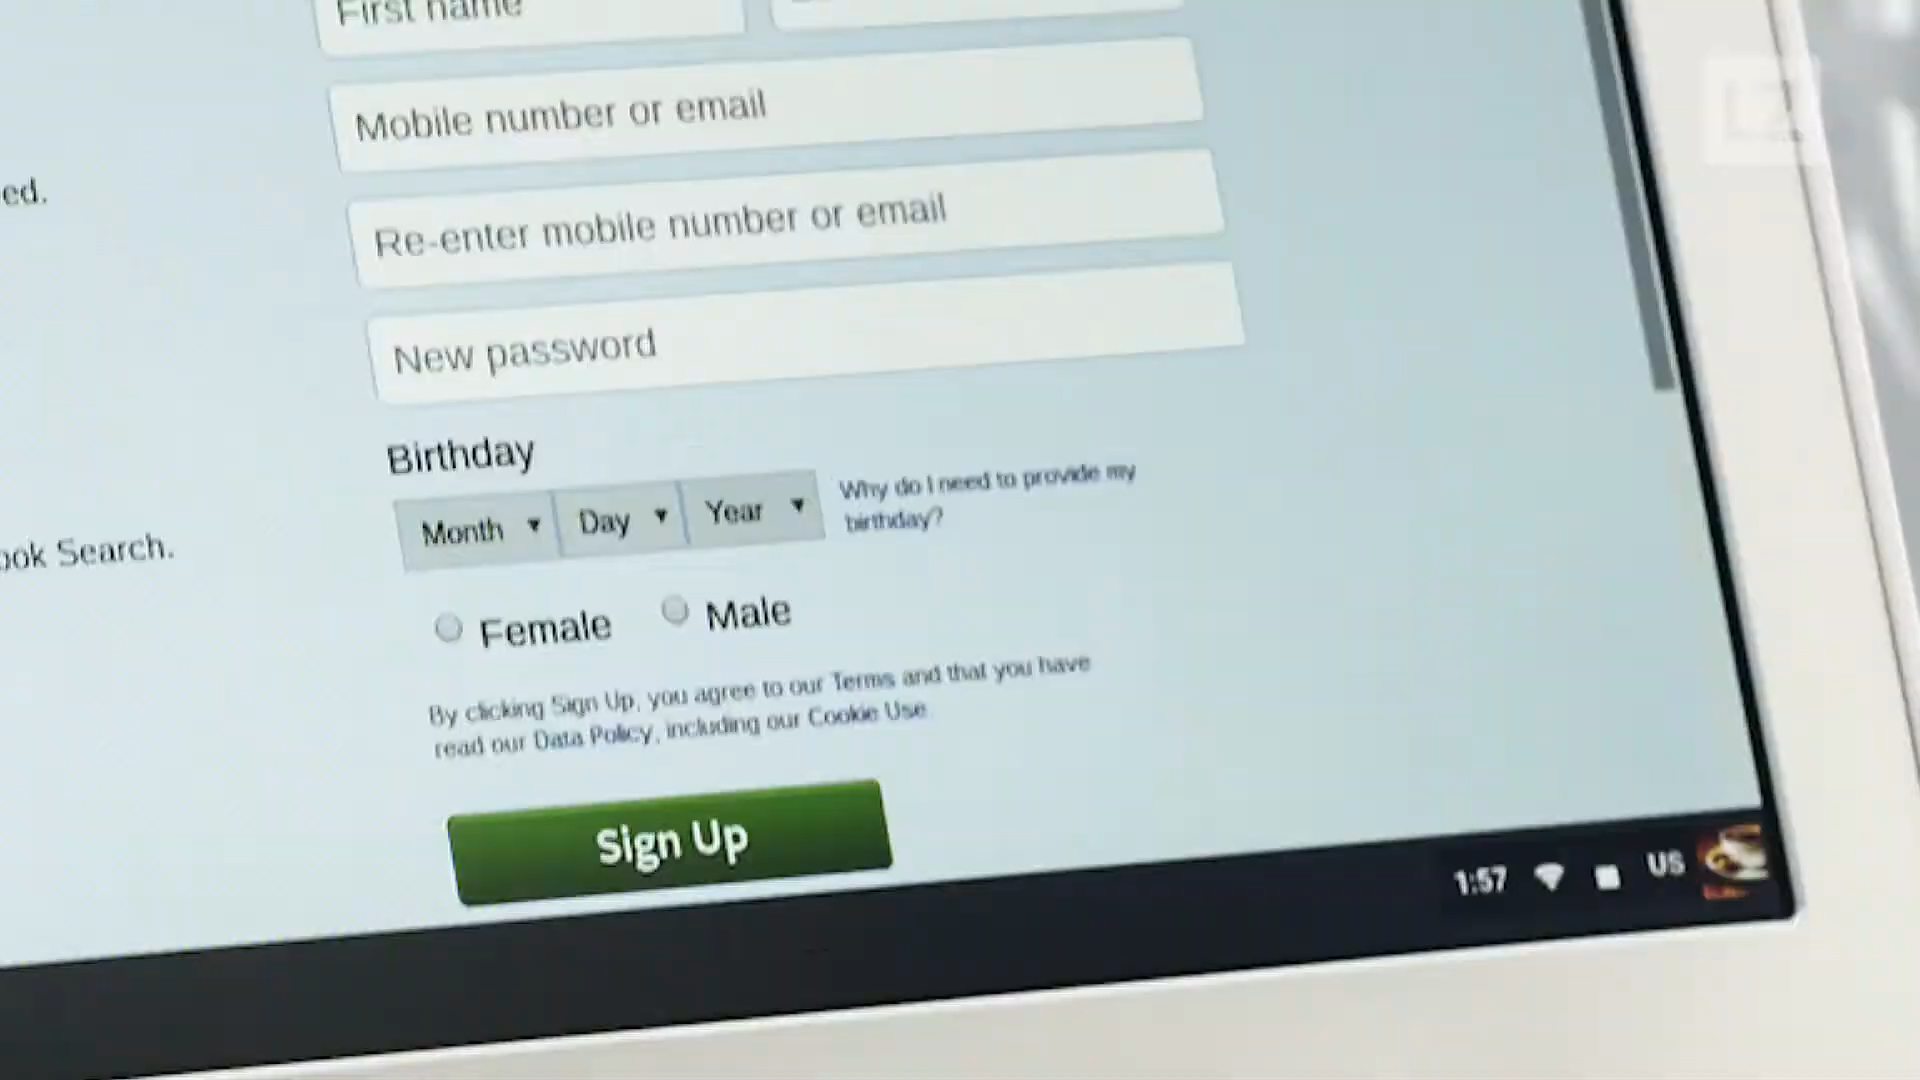 First name
Mobile number or email
ed.
Re-enter mobile number or email
New password
Birthday
Month Day Year
Why do I need to provide my
birthday?
ook Search.
Female Male
By clicking Sign Up, you agree to our Terms and that you have
read our Data Policy, including our Cookie Use.
Sign Up
1:57 US